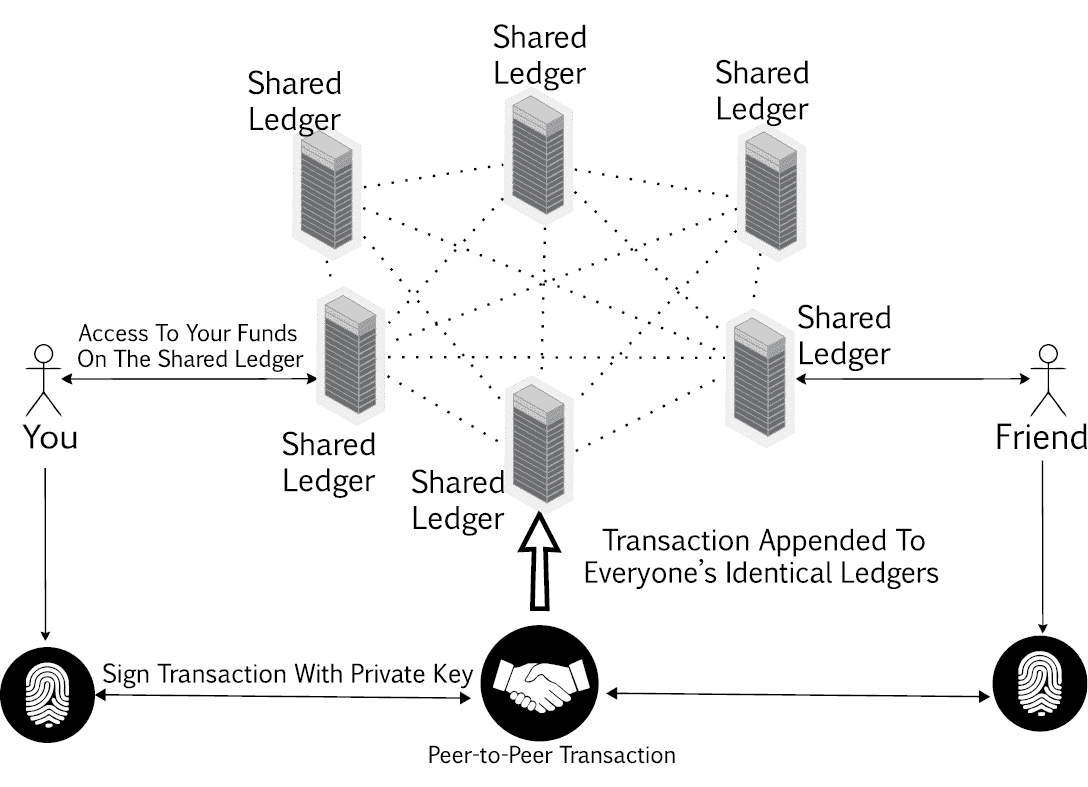 Shared
Ledger
Shared
Ledger
Shared
Ledger
Access To Your Funds
On The Shared Ledger
You
Shared
Ledger
Friend
Shared
Ledger
Shared
Ledger
Transaction Appended To
Everyone’s Identical Ledgers
Sign Transaction With Private Key
Peer-to-Peer Transaction